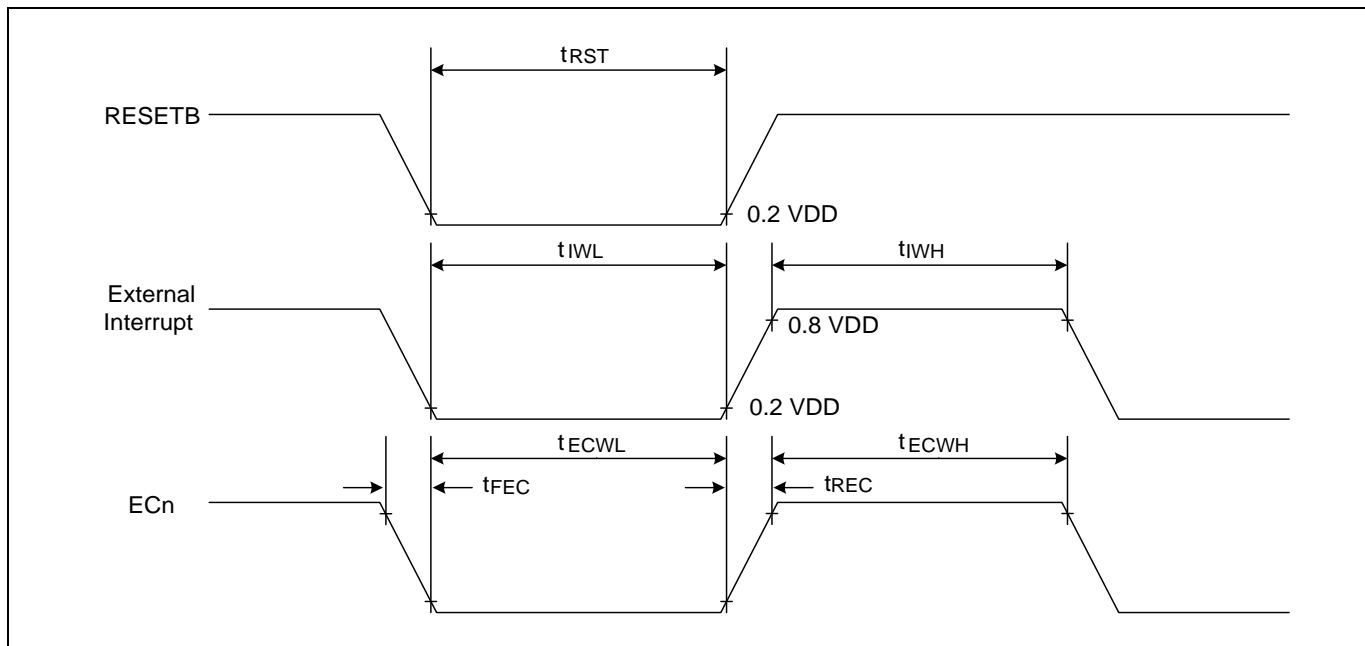 tRST
RESETB
0.2 VDD
tIWL
tIWH
External
Interrupt
0.8 VDD
0.2 VDD
tECWL
tECWH
tFEC
tREC
ECn